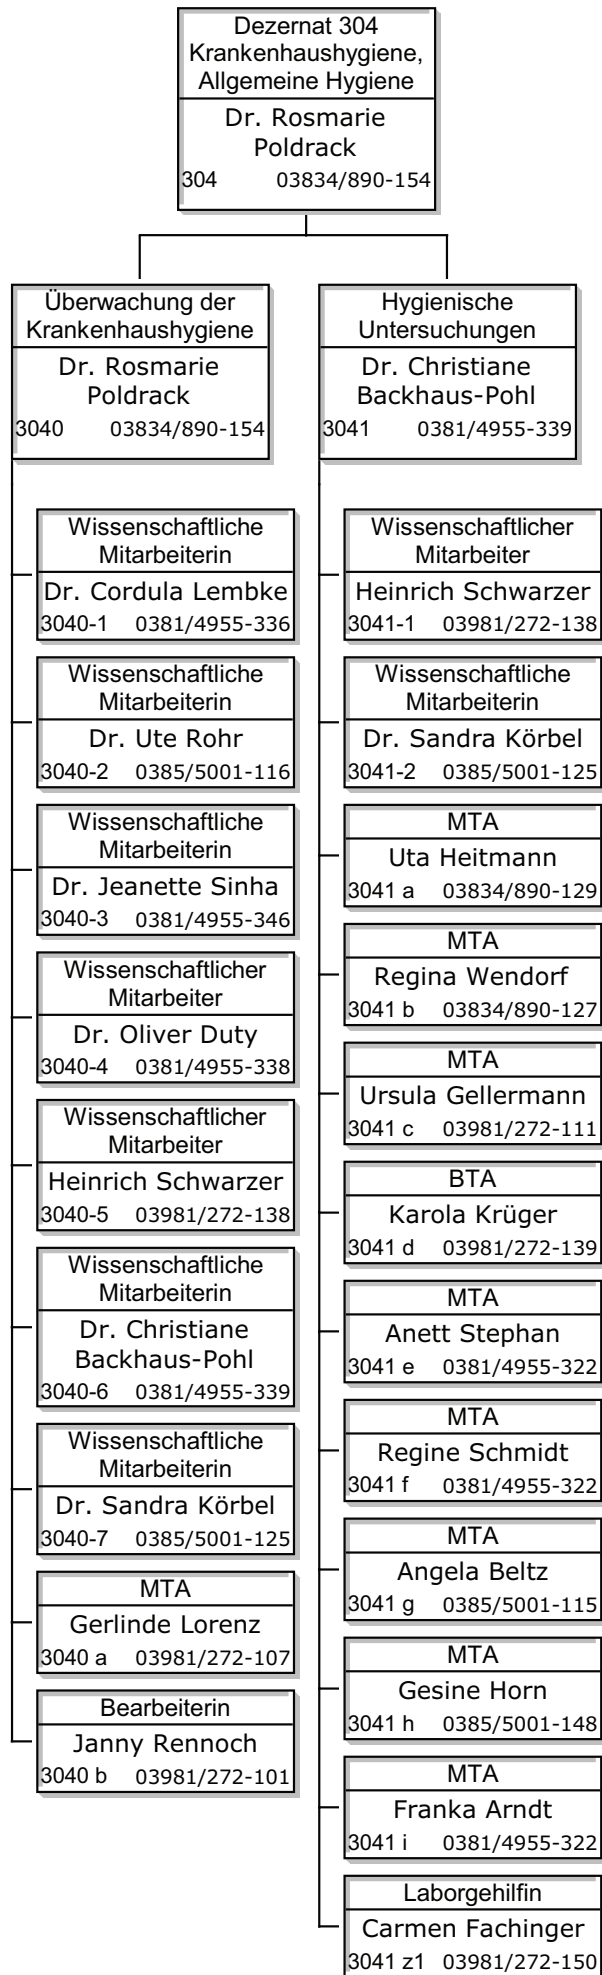 Dezernat 304
Krankenhaushygiene,
Allgemeine Hygiene
Dr. Rosmarie
Poldrack
304 03834/890-154
Überwachung der
Krankenhaushygiene
Dr. Rosmarie
Poldrack
3040 03834/890-154
Wissenschaftliche
Mitarbeiterin
Dr. Cordula Lembke
3040-1 0381/4955-336
Wissenschaftliche
Mitarbeiterin
Dr. Ute Rohr
3040-2 0385/5001-116
Wissenschaftliche
Mitarbeiterin
Dr. Jeanette Sinha
3040-3 0381/4955-346
Wissenschaftlicher
Mitarbeiter
Dr. Oliver Duty
3040-4 0381/4955-338
Wissenschaftlicher
Mitarbeiter
Heinrich Schwarzer
3040-5 03981/272-138
Wissenschaftliche
Mitarbeiterin
Dr. Christiane
Backhaus-Pohl
3040-6 0381/4955-339
Wissenschaftliche
Mitarbeiterin
Dr. Sandra Körbel
3040-7 0385/5001-125
MTA
Gerlinde Lorenz
3040 a 03981/272-107
Bearbeiterin
Janny Rennoch
3040 b 03981/272-101
Hygienische
Untersuchungen
Dr. Christiane
Backhaus-Pohl
3041 0381/4955-339
Wissenschaftlicher
Mitarbeiter
Heinrich Schwarzer
3041-1 03981/272-138
Wissenschaftliche
Mitarbeiterin
Dr. Sandra Körbel
3041-2 0385/5001-125
MTA
Uta Heitmann
3041 a 03834/890-129
MTA
Regina Wendorf
3041 b 03834/890-127
MTA
Ursula Gellermann
3041 c 03981/272-111
BTA
Karola Krüger
3041 d 03981/272-139
MTA
Anett Stephan
3041 e 0381/4955-322
MTA
Regine Schmidt
3041 f 0381/4955-322
MTA
Angela Beltz
3041 g 0385/5001-115
MTA
Gesine Horn
3041 h 0385/5001-148
MTA
Franka Arndt
3041 i 0381/4955-322
Laborgehilfin
Carmen Fachinger
3041 z1 03981/272-150